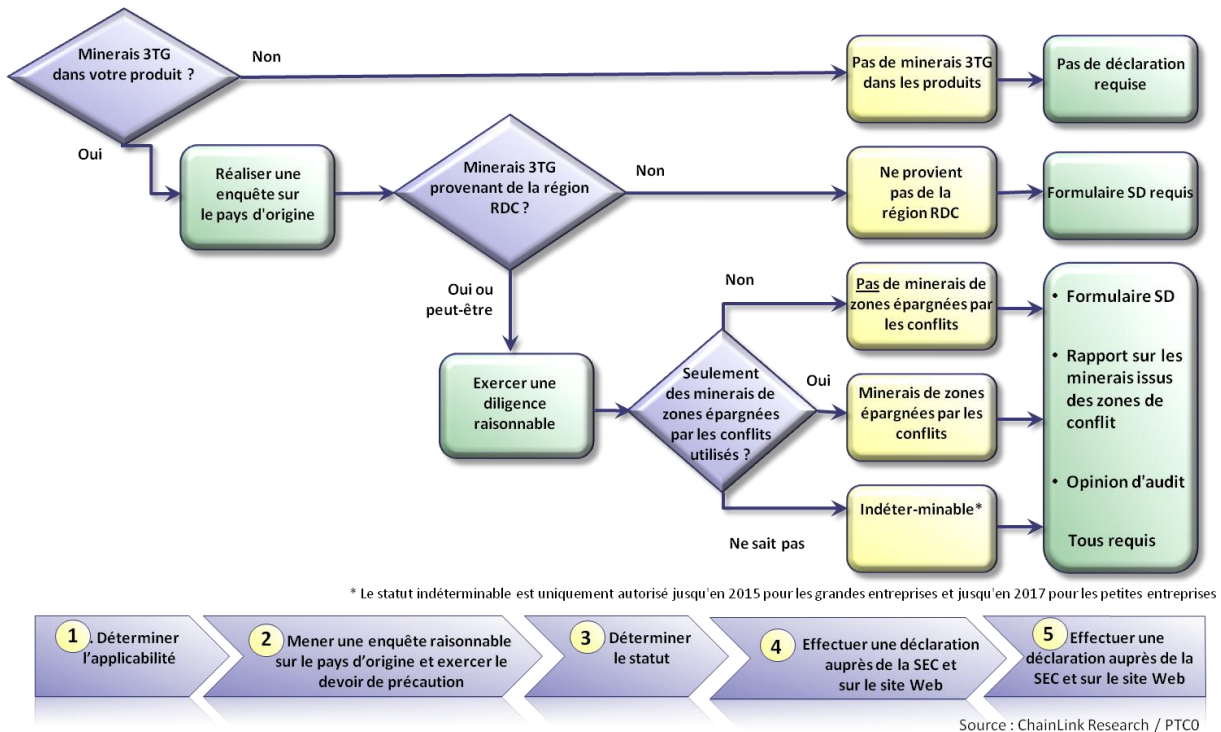 Minerais 3TG
dans votre produit ?
Non
Pas de minerais 3TG
dans les produits
Pas de déclaration
requise
Oui
Réaliser une
enquête sur
le pays d'origine
Minerais 3TG
provenant de la région
RDC ?
Non
Ne provient
pas de la
région RDC
Formulaire SD requis
Oui ou
peut-être
Exercer une
diligence
raisonnable
Seulement
des minerais de
zones épargnées
par les conflits
utilisés ?
Non
Pas de minerais de
zones épargnées par
les conflits
Oui
Minerais de zones
épargnées par les
conflits
Ne sait pas
Indéter-minable*
• Formulaire SD
• Rapport sur les
minerais issus
des zones de
conflit
• Opinion d'audit
Tous requis
* Le statut indéterminable est uniquement autorisé jusqu'en 2015 pour les grandes entreprises et jusqu'en 2017 pour les petites entreprises
1 . Déterminer
l'applicabilité
2 Mener une enquête raisonnable
sur le pays d'origine et exercer le
devoir de précaution
3 Déterminer
le statut
4 Effectuer une déclaration
auprès de la SEC et
sur le site Web
5 Effectuer une
déclaration auprès de la
SEC et sur le site Web
Source : ChainLink Research / PTC0